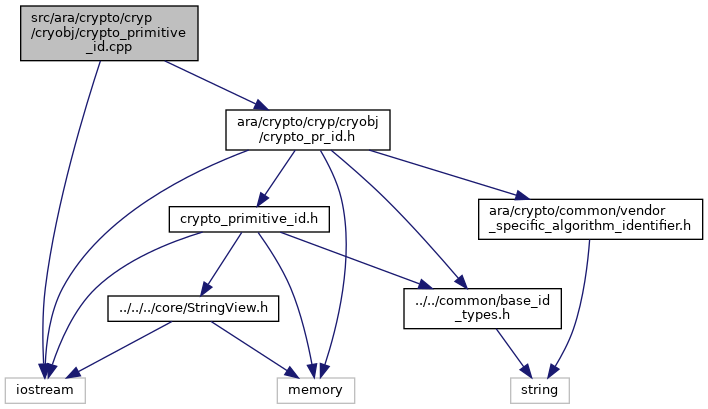 src/ara/crypto/cryp
/cryobj/crypto_primitive
_id.cpp
ara/crypto/cryp/cryobj
/crypto_pr_id.h
crypto_primitive_id.h
ara/crypto/common/vendor
_specific_algorithm_identifier.h
../../../core/StringView.h
../../common/base_id
_types.h
iostream
memory
string